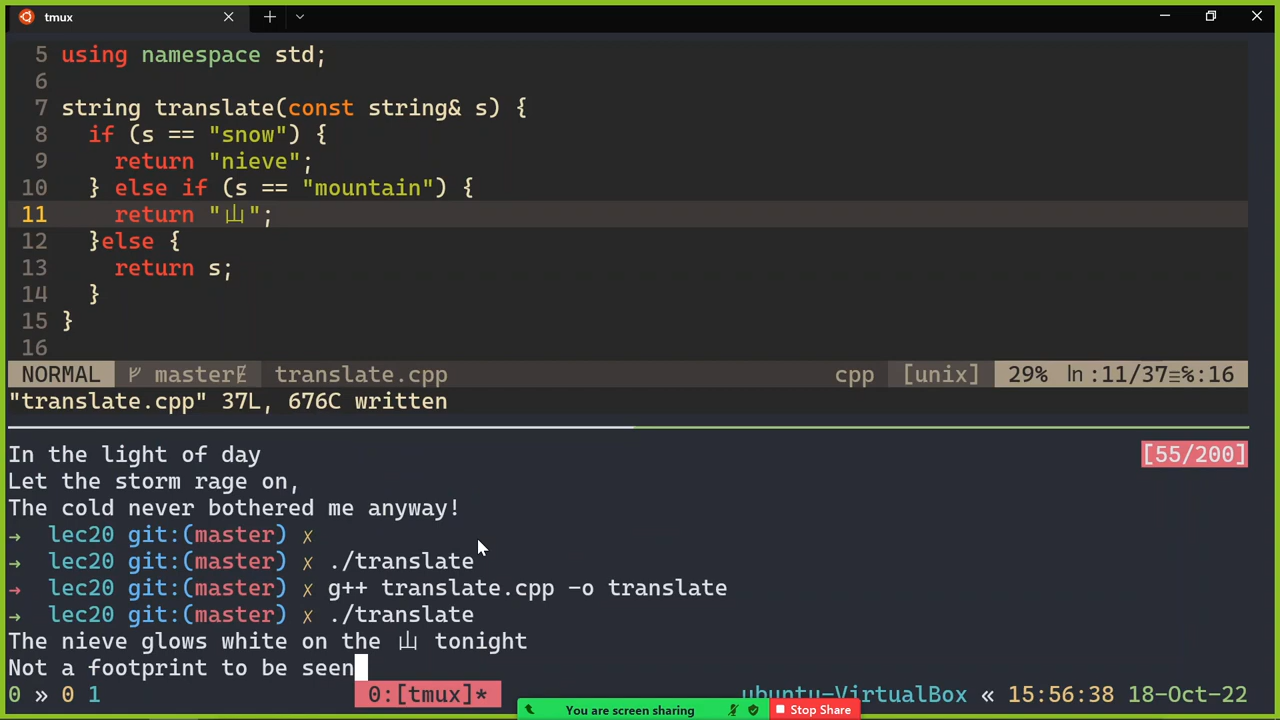 tmux
5 using namespace std;
6
7 string translate(const string& s) {
8 if (s == "snow") {
9 return "nieve";
10 } else if (s == "mountain") {
11 return "山";
12 }else {
13 return s;
14 }
15 }
16
NORMAL master translate.cpp cpp [unix] 29% ln :11/37≡%:16
"translate.cpp" 37L, 676C written
In the light of day [55/200]
Let the storm rage on,
The cold never bothered me anyway!
→ lec20 git:(master) ✗
→ lec20 git:(master) ✗ ./translate
→ lec20 git:(master) ✗ g++ translate.cpp -o translate
→ lec20 git:(master) ✗ ./translate
The nieve glows white on the 山 tonight
Not a footprint to be seen
0 » 0 1 0:[tmux]* ubuntu-VirtualBox « 15:56:38 18-Oct-22
You are screen sharing Stop Share